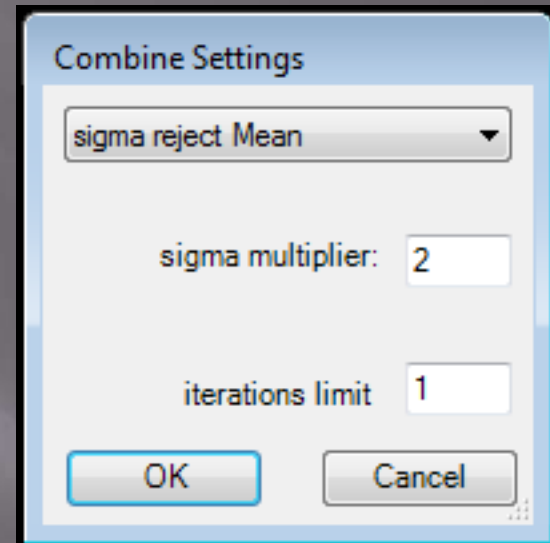 Combine Settings
sigma reject Mean
sigma multiplier: 2
iterations limit 1
OK Cancel